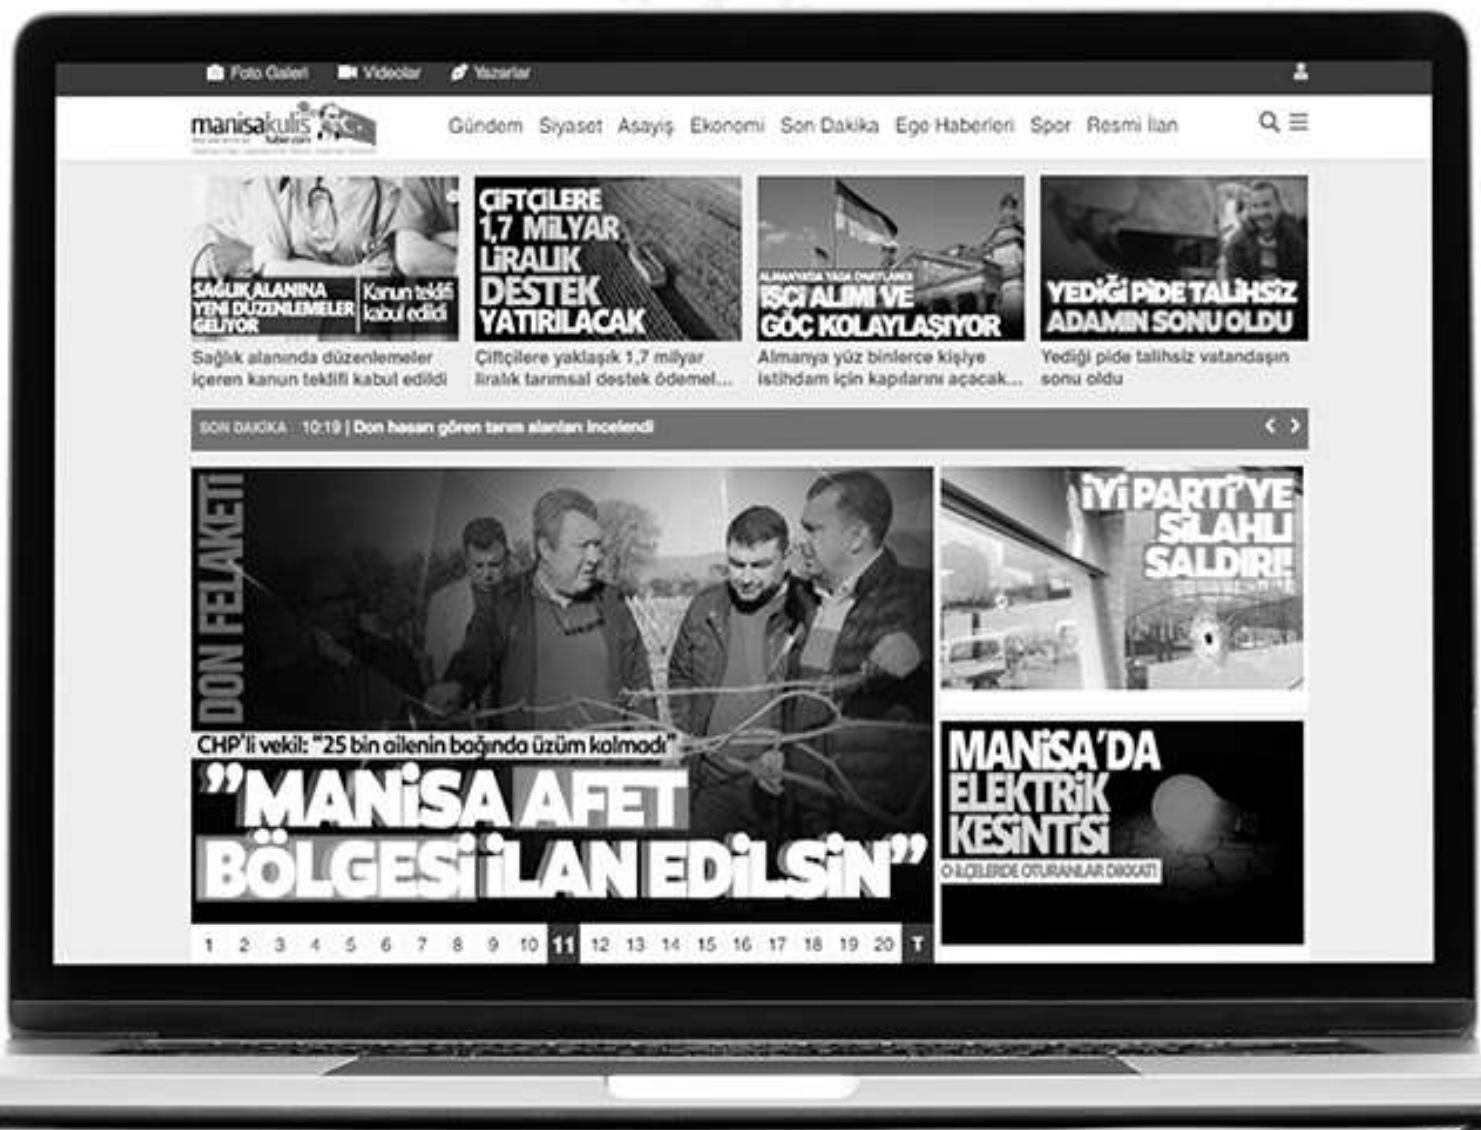 Foto Galeri Videolar Yazarlar
manisakulis
haber.com
Gündem Siyaset Asayiş Ekonomi Son Dakika Ege Haberleri Spor Resmi İlan
SAĞLIK ALANINA
YENİ DÜZENLEMELER
GELİYOR
Kanun teklifi
kabul edildi
ÇİFTÇİLERE
1,7 MİLYAR
LİRALIK
DESTEK
YATIRILACAK
ALMANYA'DA YASA ONAYLANDI
İŞÇİ ALIMI VE
GÖÇ KOLAYLAŞIYOR
YEDİĞİ PİDE TALİHSİZ
ADAMIN SONU OLDU
Sağlık alanında düzenlemeler
içeren kanun teklifi kabul edildi
Çiftçilere yaklaşık 1,7 milyar
liralık tarımsal destek ödemel...
Almanya yüz binlerce kişiye
istihdam için kapılarını açacak...
Yediği pide talihsiz vatandaşın
sonu oldu
SON DAKİKA 10:19 | Don hasarı gören tarım alanları incelendi
DON FELAKETİ
CHP'li vekil: "25 bin ailenin bağında üzüm kalmadı"
"MANİSA AFET
BÖLGESİ İLAN EDİLSİN"
1 2 3 4 5 6 7 8 9 10 11 12 13 14 15 16 17 18 19 20 T
İYİ PARTİ'YE
SİLAHLI
SALDIRI!
MANİSA'DA
ELEKTRİK
KESİNTİSİ
O İLÇELERDE OTURANLAR DİKKAT!